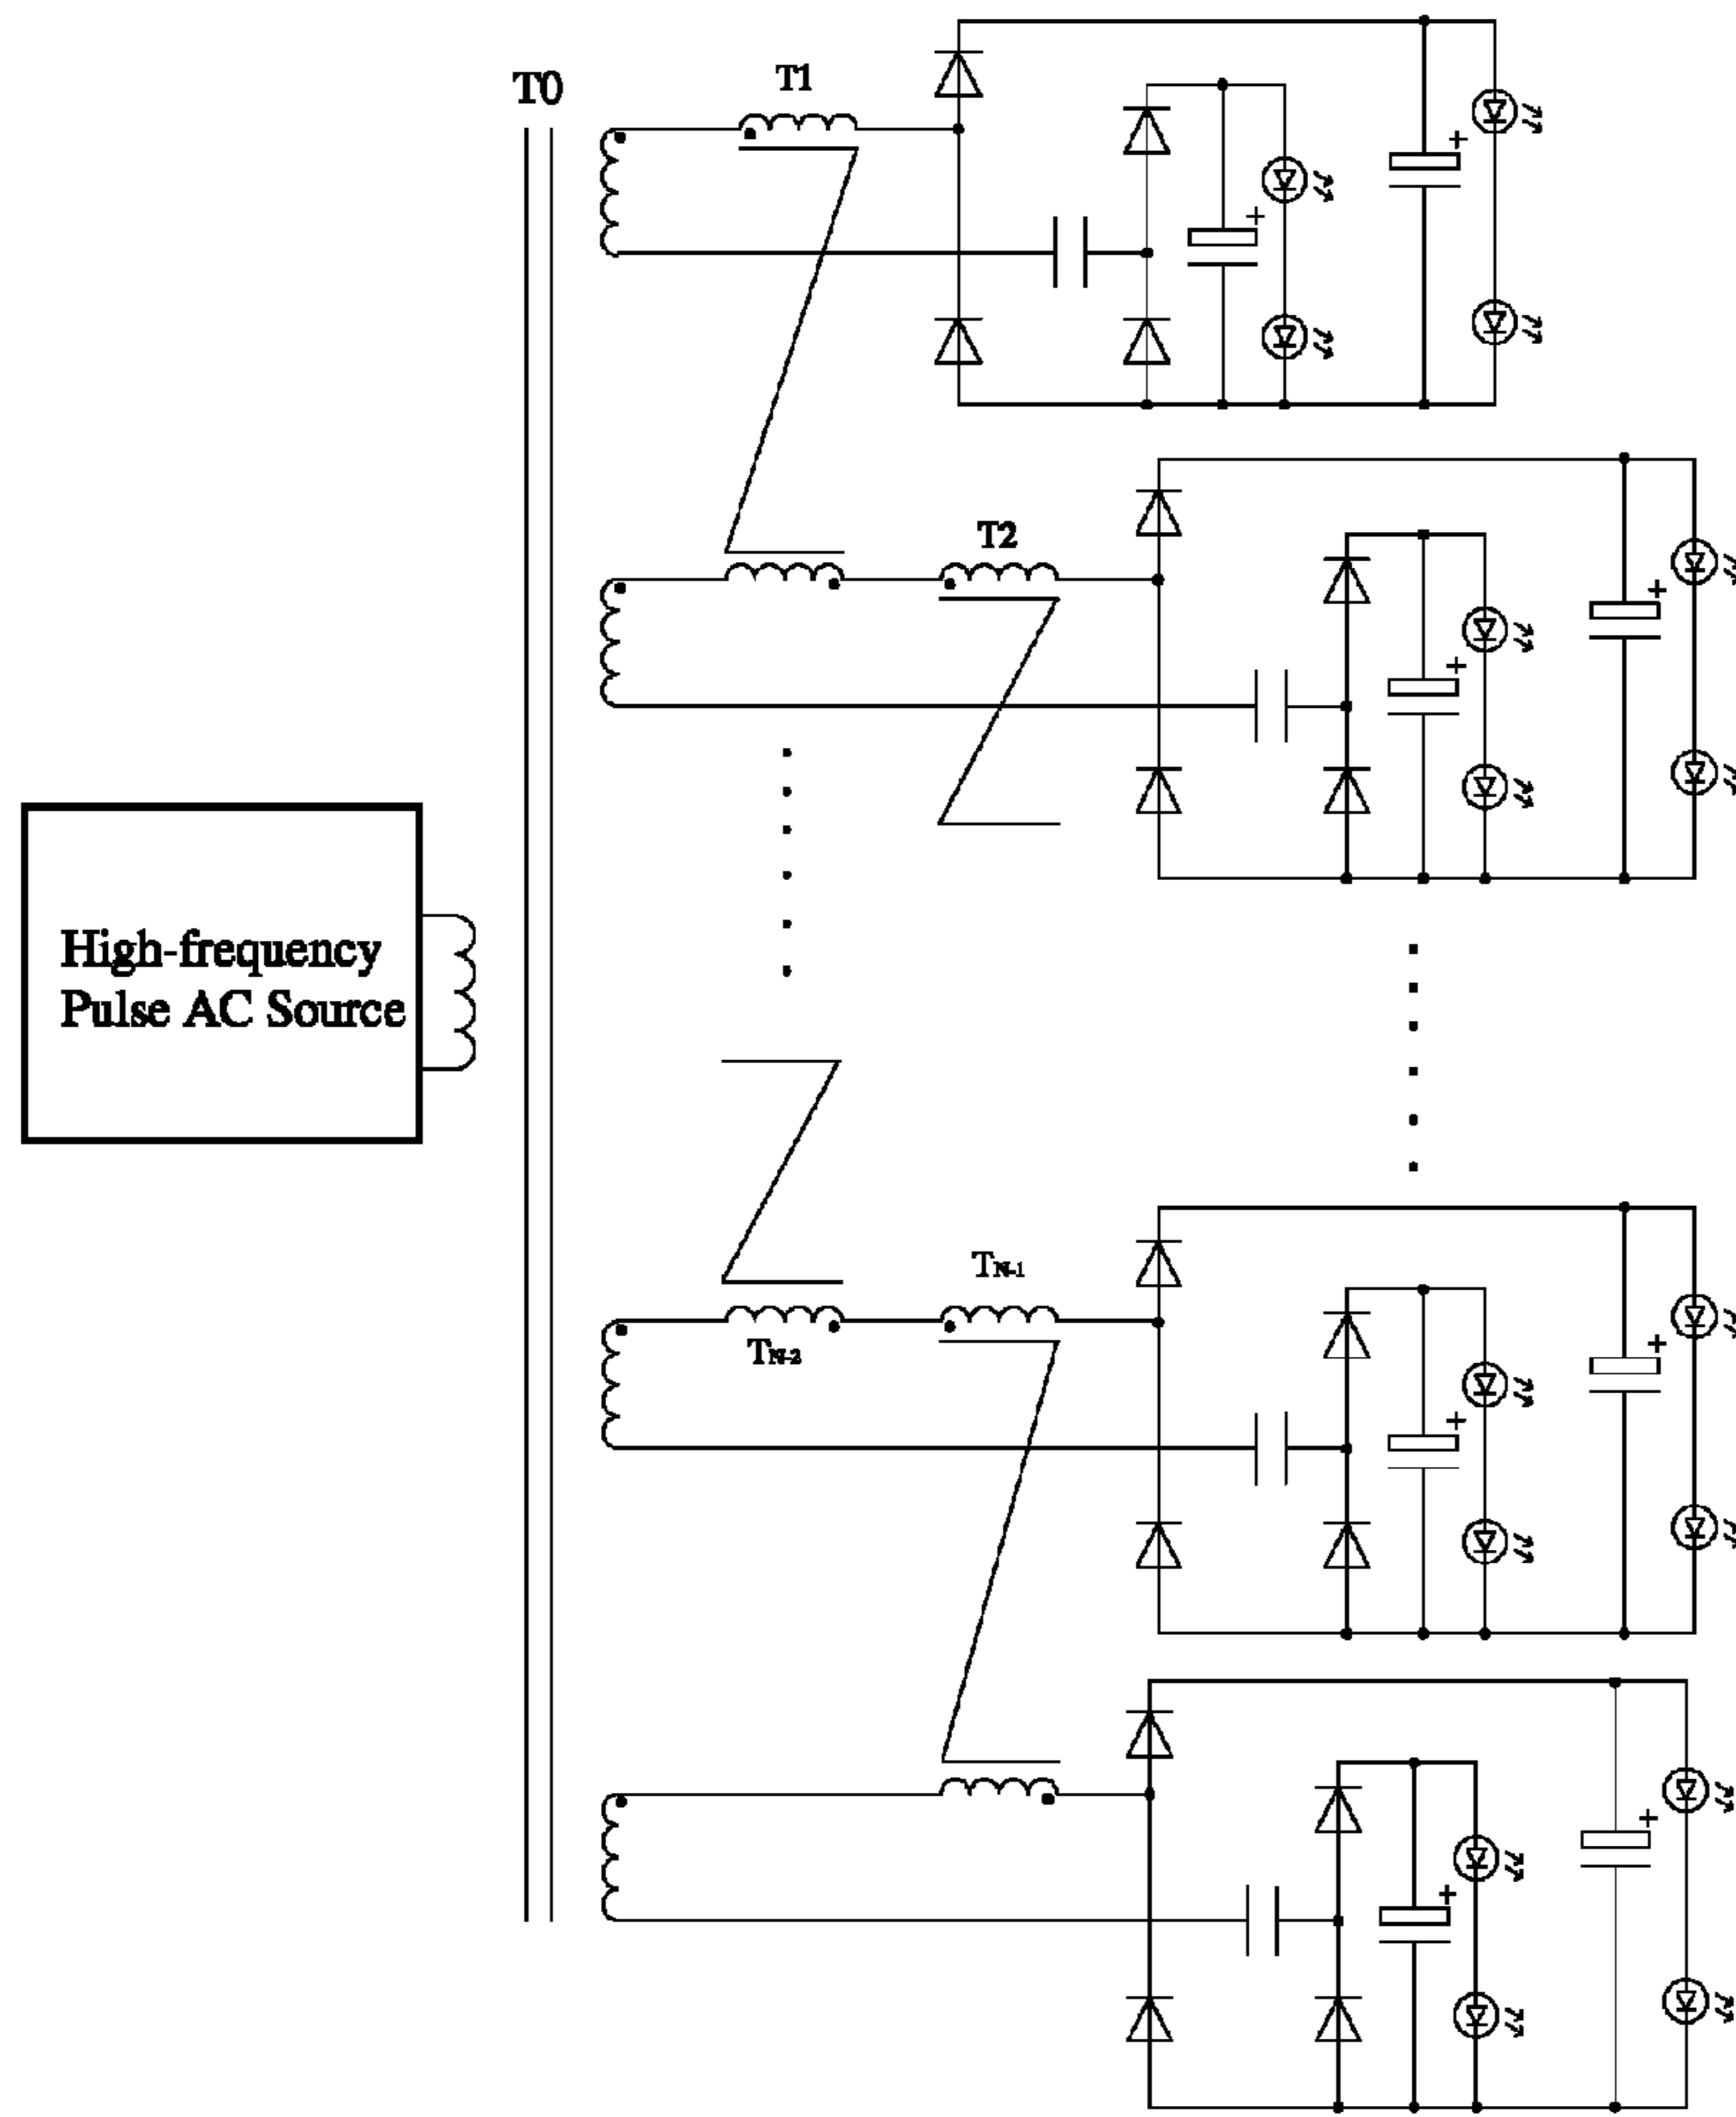 T0
T1
+
+
T2
+
+
High-frequency
Pulse AC Source
TN-1
TN-2
+
+
+
+